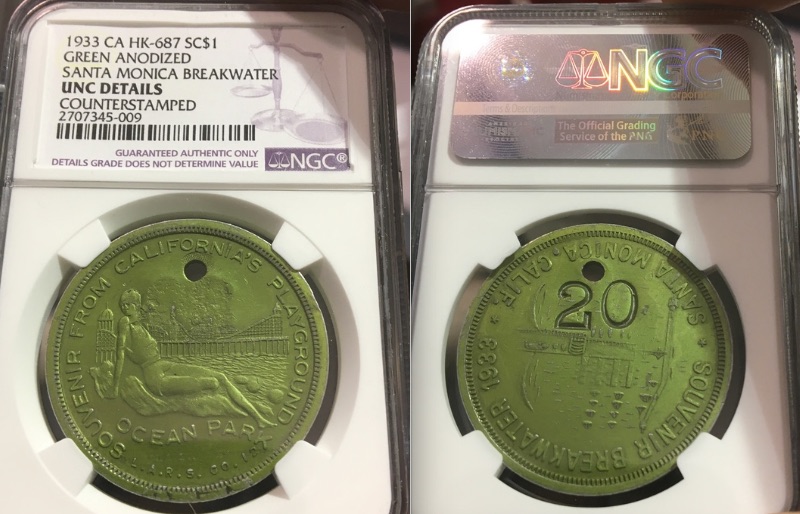 1933 CA HK-687 SC$1
GREEN ANODIZED
SANTA MONICA BREAKWATER
UNC DETAILS
COUNTERSTAMPED
2707345-009
GUARANTEED AUTHENTIC ONLY
DETAILS GRADE DOES NOT DETERMINE VALUE
NGC®
SOUVENIR FROM CALIFORNIA'S PLAYGROUND
OCEAN PARK
L.A.R.S. CO.
NGC
The Official Grading
Service of the PNG
20
SANTA MONICA, CALIF.
SOUVENIR BREAKWATER 1933